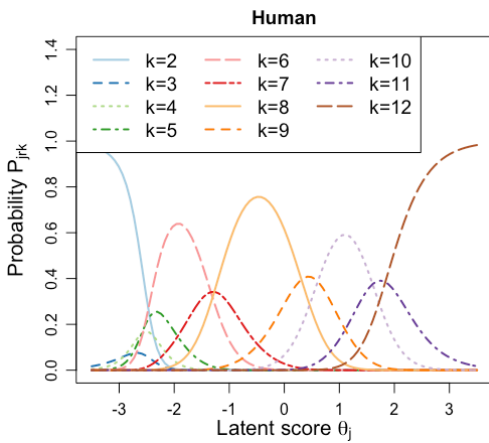 Human
k=2 k=6 k=10
k=3 k=7 k=11
k=4 k=8 k=12
k=5 k=9
Probability P_jrk
1.4
1.2
1.0
0.8
0.6
0.4
0.2
0.0
-3 -2 -1 0 1 2 3
Latent score θ_j